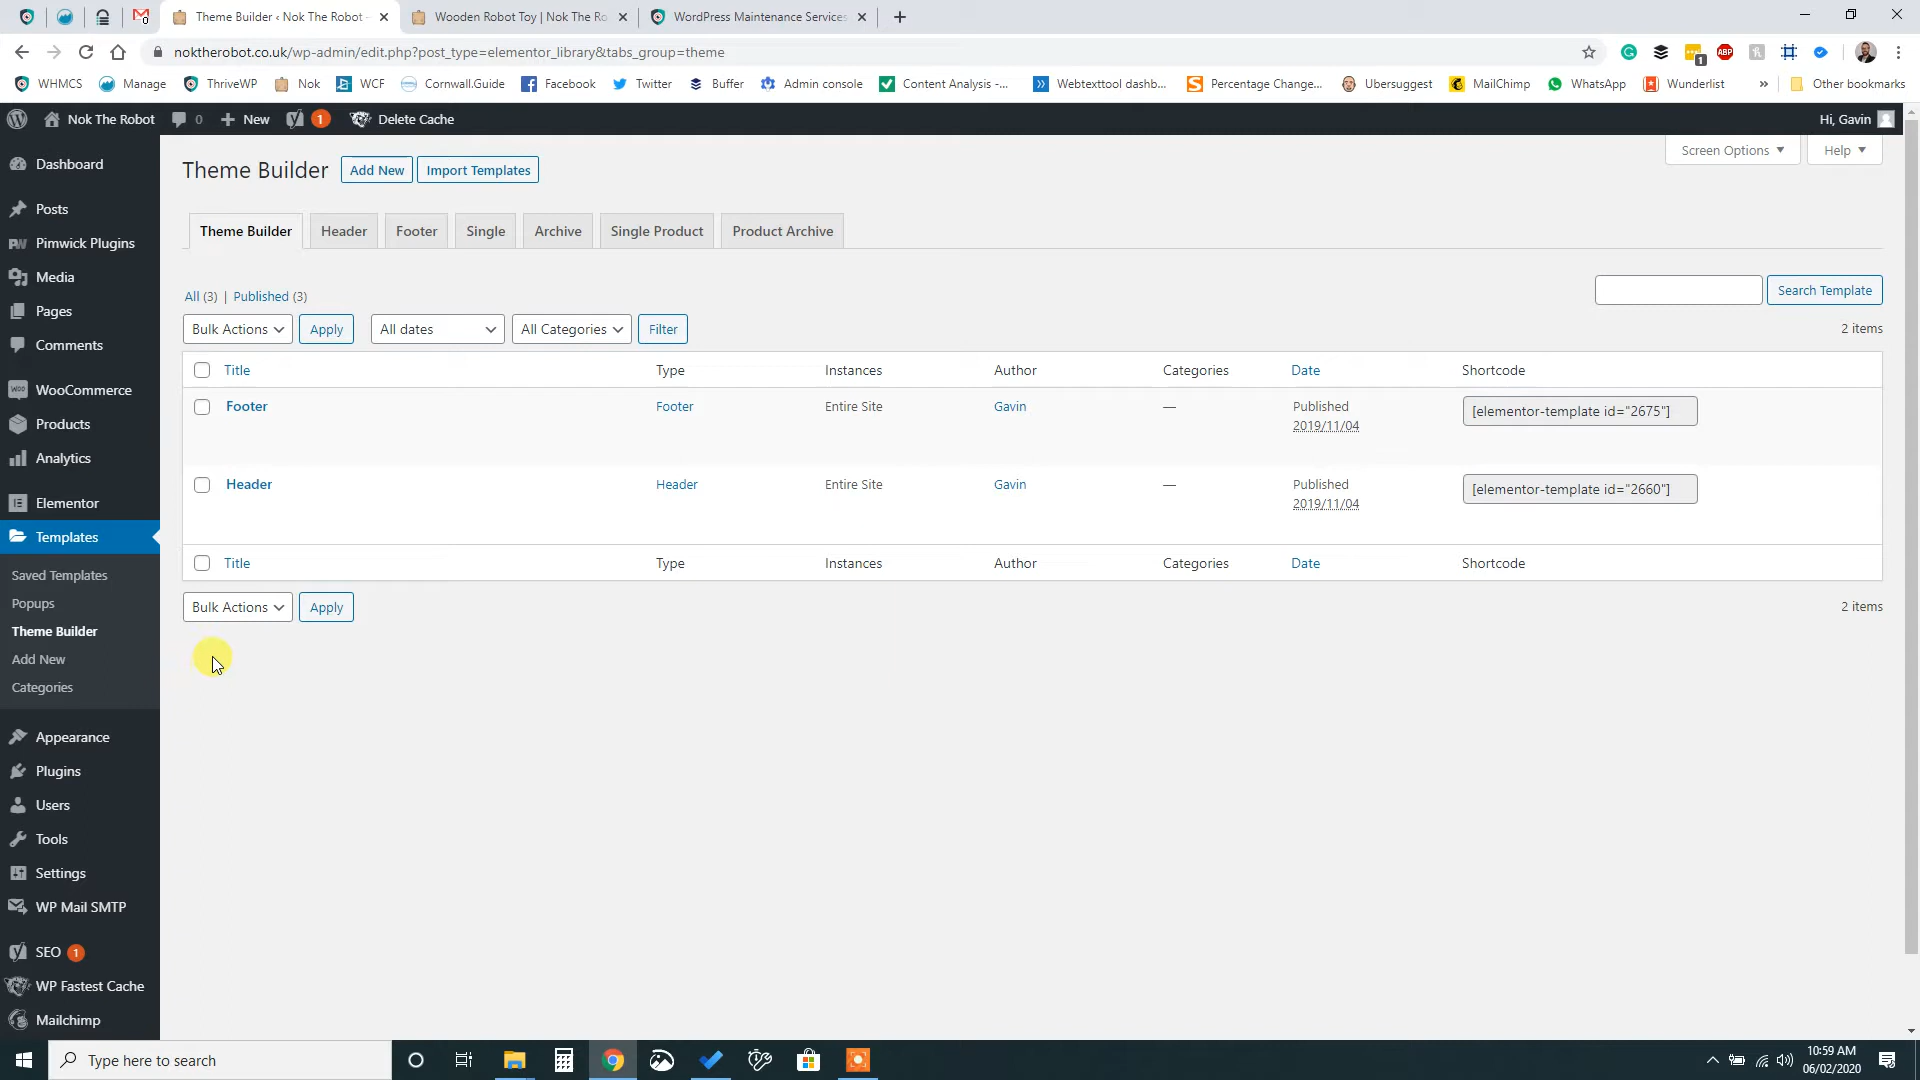 Theme Builder ‹ Nok The Robot –
Wooden Robot Toy | Nok The Ro
WordPress Maintenance Services
noktherobot.co.uk/wp-admin/edit.php?post_type=elementor_library&tabs_group=theme
1
ABP
WHMCS
Manage
ThriveWP
Nok
WCF
Cornwall.Guide
Facebook
Twitter
Buffer
Admin console
Content Analysis -...
Webtexttool dashb...
Percentage Change...
Ubersuggest
MailChimp
WhatsApp
Wunderlist
»
Other bookmarks
Nok The Robot
0
New
1
Delete Cache
Hi, Gavin
Dashboard
Posts
Pimwick Plugins
Media
Pages
Comments
WooCommerce
Products
Analytics
Elementor
Templates
Saved Templates
Popups
Theme Builder
Add New
Categories
Appearance
Plugins
Users
Tools
Settings
WP Mail SMTP
SEO 1
WP Fastest Cache
Mailchimp
Screen Options
Help
Theme Builder
Add New
Import Templates
Theme Builder
Header
Footer
Single
Archive
Single Product
Product Archive
All (3) | Published (3)
Search Template
Bulk Actions
Apply
All dates
All Categories
Filter
2 items
Title Type Instances Author Categories Date Shortcode
Footer Footer Entire Site Gavin — Published
2019/11/04
[elementor-template id="2675"]
Header Header Entire Site Gavin — Published
2019/11/04
[elementor-template id="2660"]
Title Type Instances Author Categories Date Shortcode
Bulk Actions
Apply
2 items
Type here to search
10:59 AM
06/02/2020